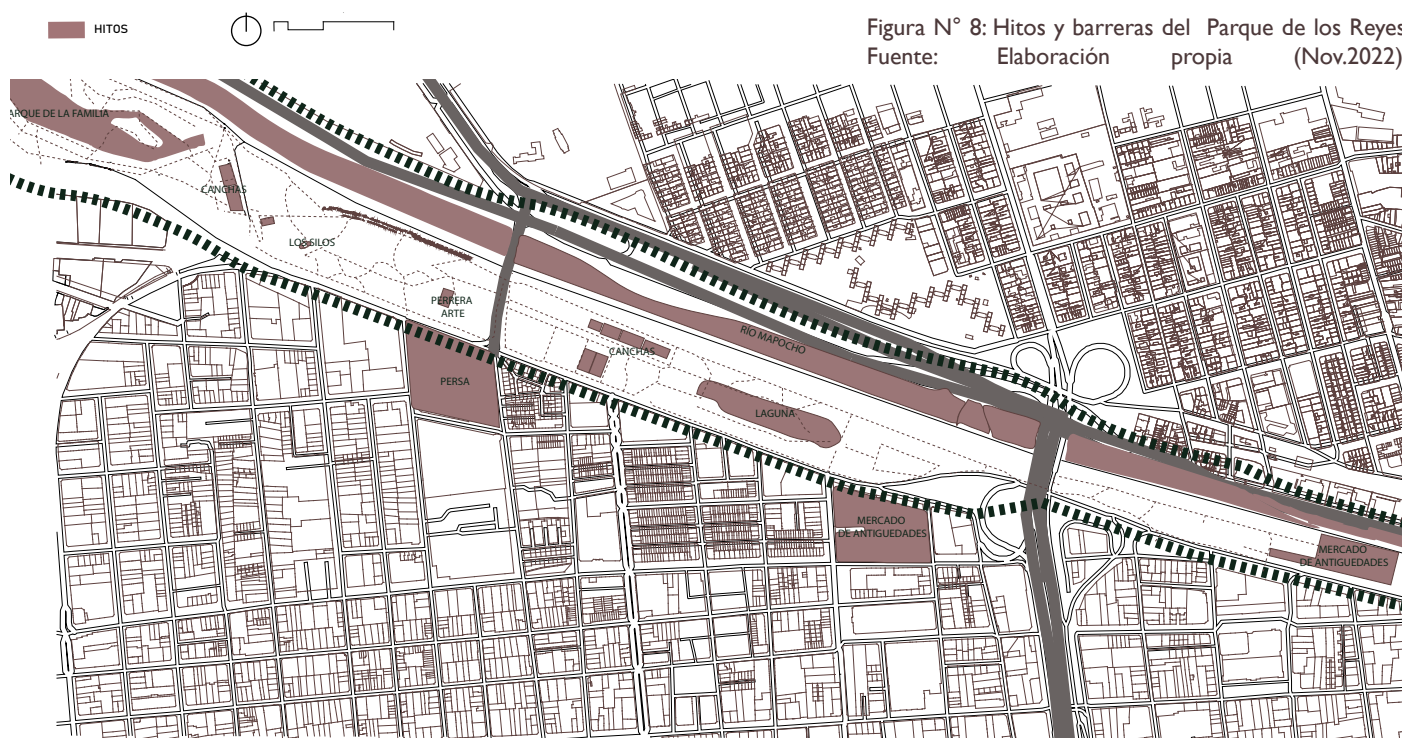 HITOS
Figura N° 8: Hitos y barreras del Parque de los Reyes
Fuente: Elaboración propia (Nov.2022)
ARQUE DE LA FAMILIA
CANCHAS
LOS SILOS
PERRERA
ARTE
RÍO MAPOCHO
CANCHAS
PERSA
LAGUNA
MERCADO
DE ANTIGUEDADES
MERCADO
DE ANTIGUEDADES